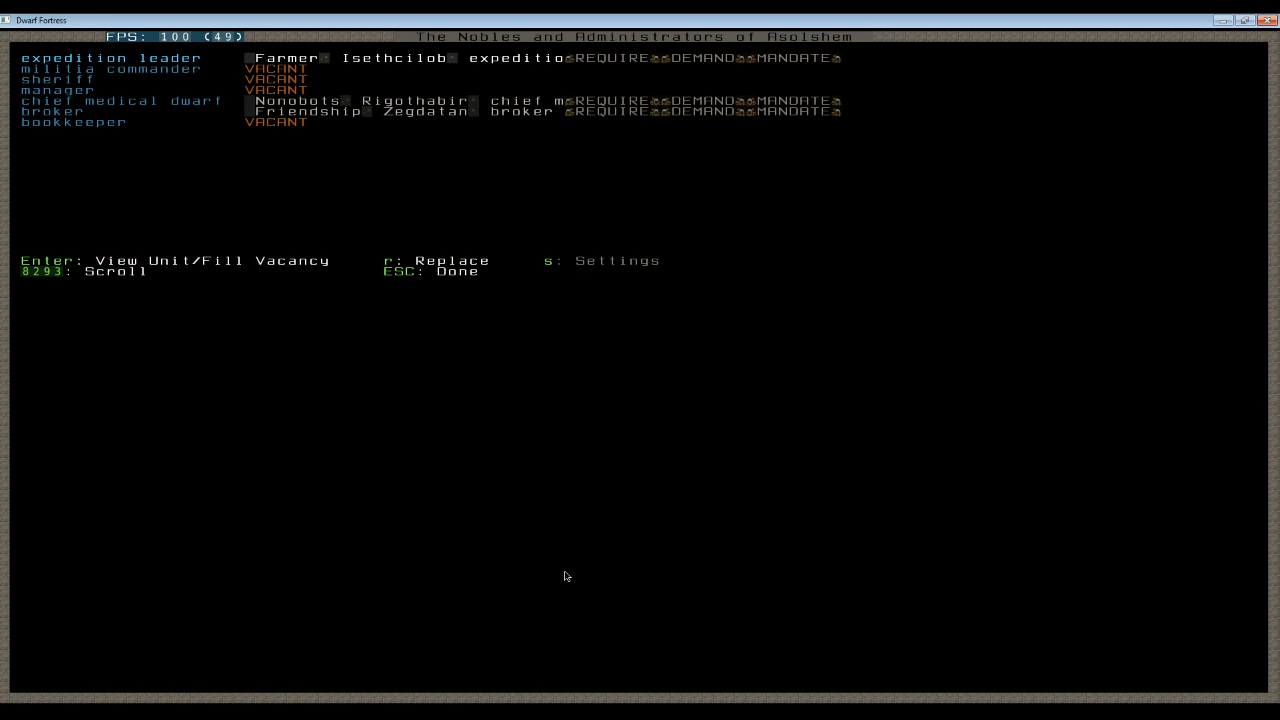 Dwarf Fortress
FPS: 100 (49) The Nobles and Administrators of Asolshem
expedition leader Farmer Isethcilob expeditio REQUIRE DEMAND MANDATE
militia commander VACANT
sheriff VACANT
manager VACANT
chief medical dwarf Nonobots Rigothabir chief m REQUIRE DEMAND MANDATE
broker Friendship Zegdatan broker REQUIRE DEMAND MANDATE
bookkeeper VACANT
Enter: View Unit/Fill Vacancy r: Replace s: Settings
8293: Scroll ESC: Done